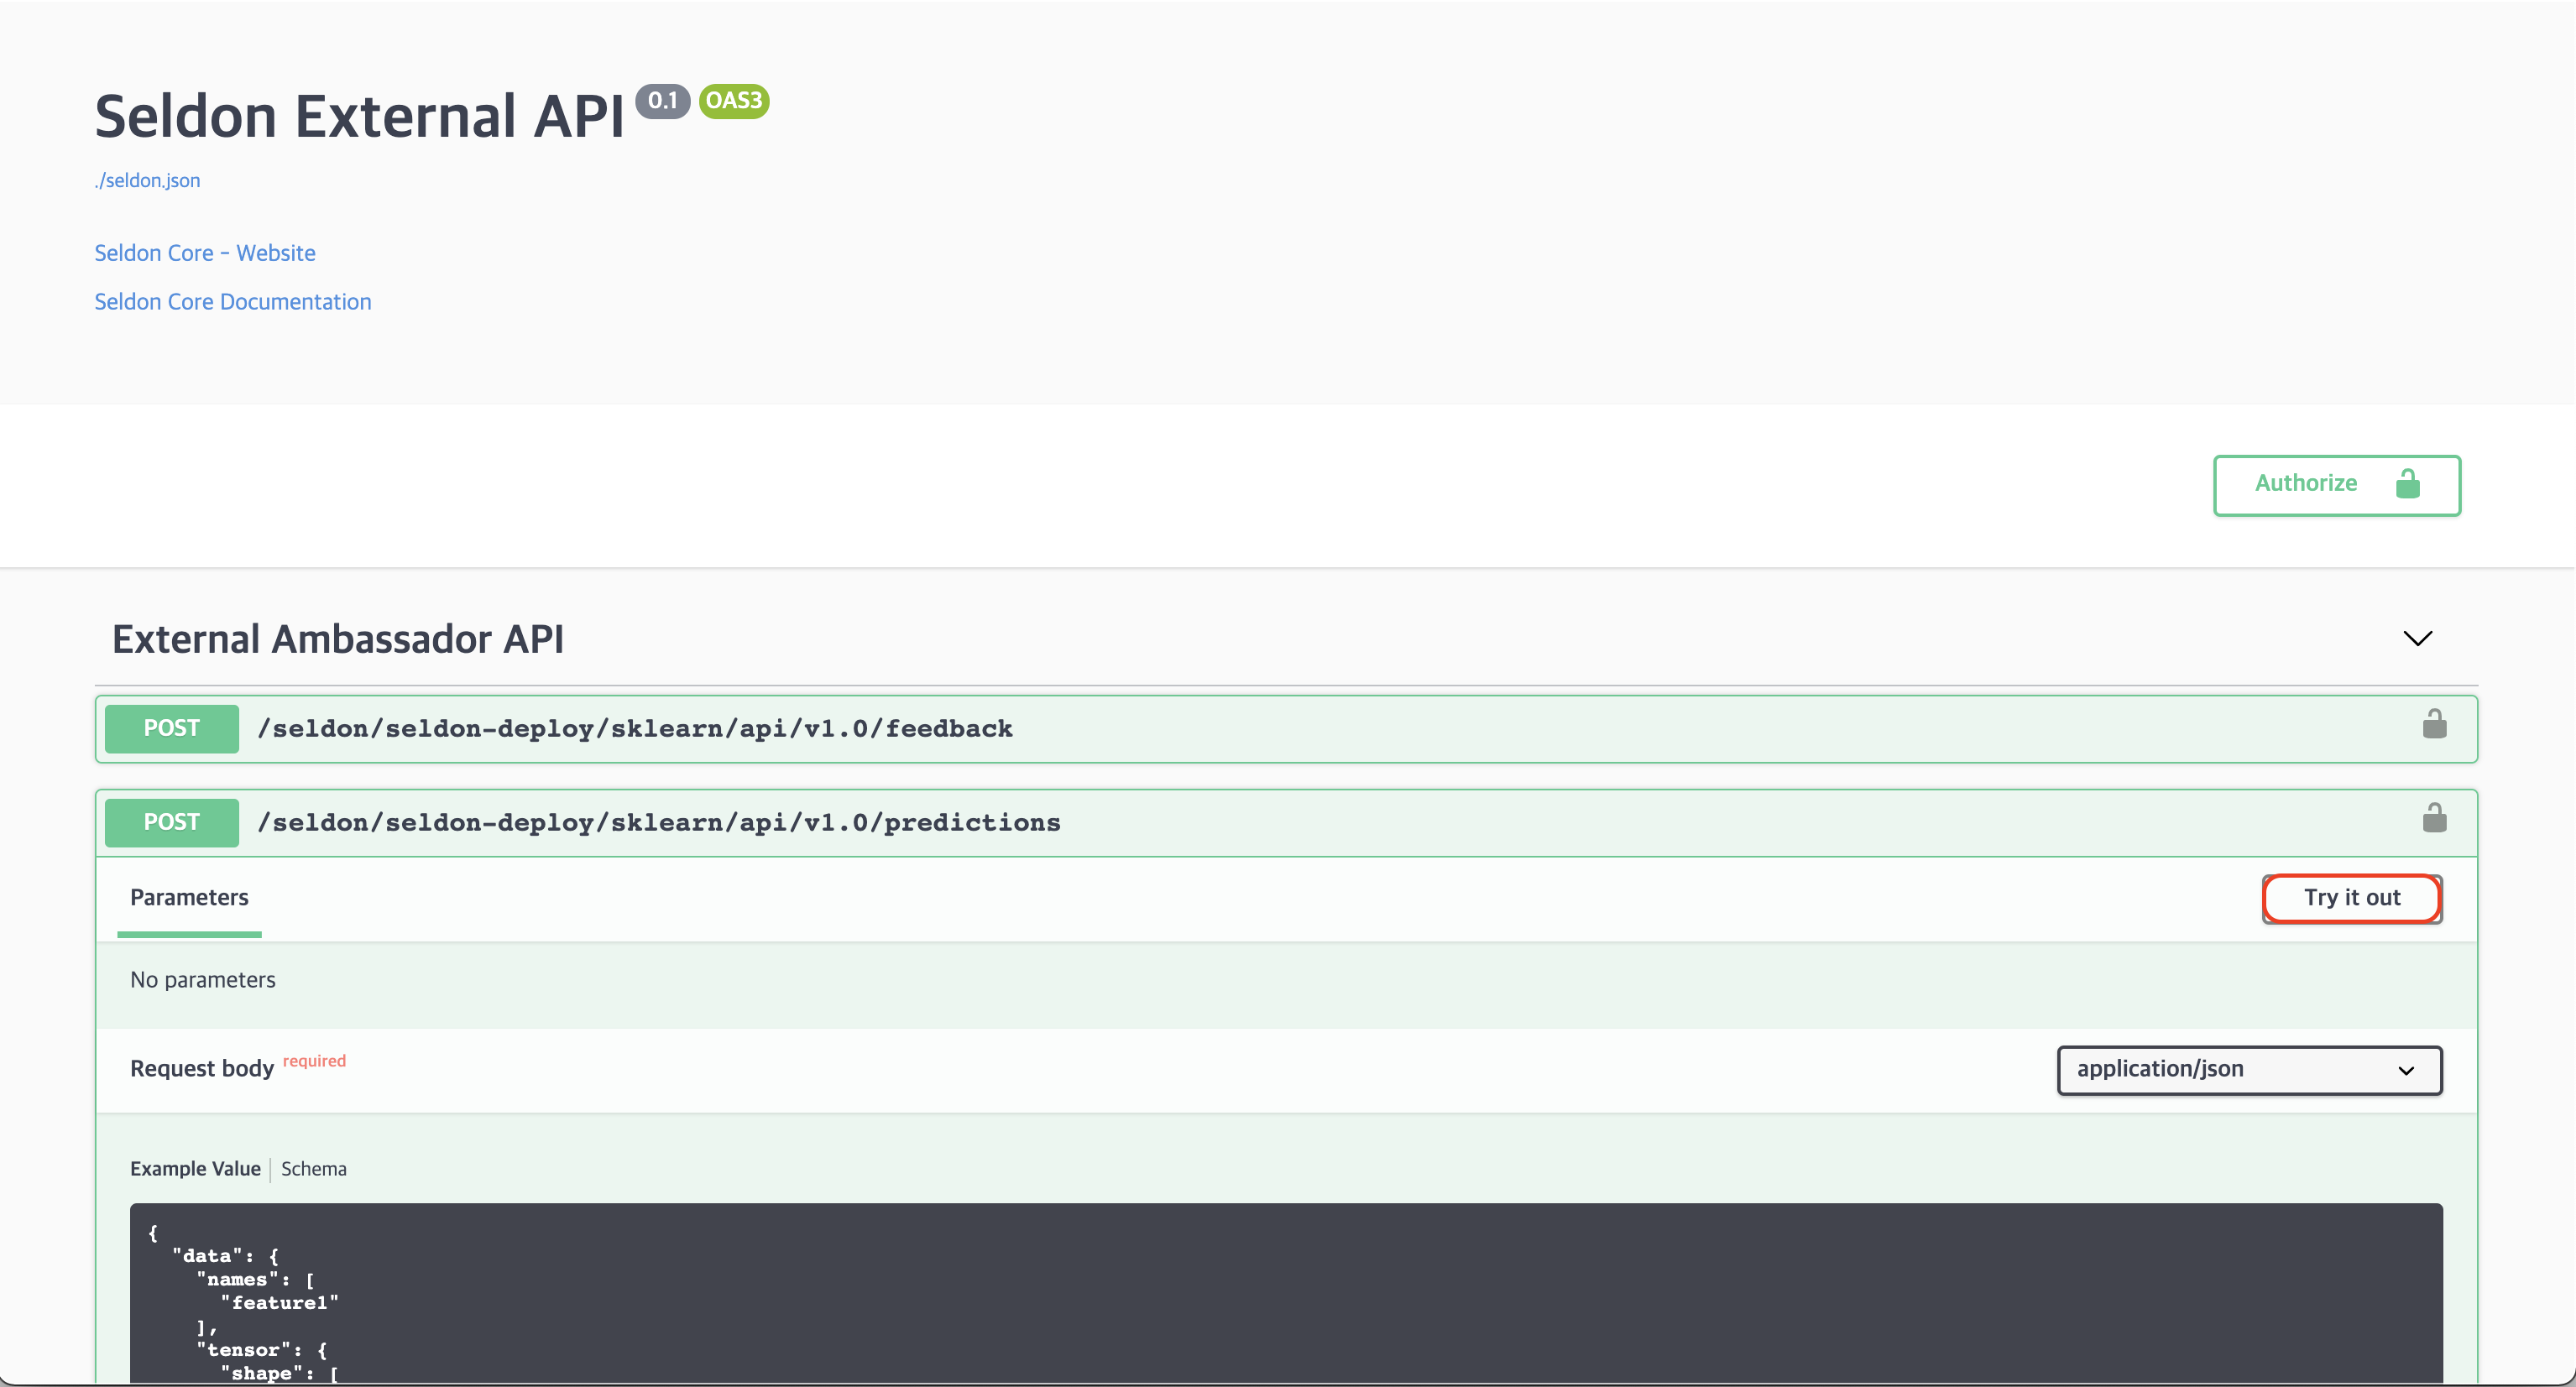 Seldon External API 0.1 OAS3
./seldon.json
Seldon Core - Website
Seldon Core Documentation
Authorize
External Ambassador API
POST /seldon/seldon-deploy/sklearn/api/v1.0/feedback
POST /seldon/seldon-deploy/sklearn/api/v1.0/predictions
Parameters Try it out
No parameters
Request body required application/json
Example Value Schema
{
"data": {
"names": [
"feature1"
],
"tensor": {
"shape": [